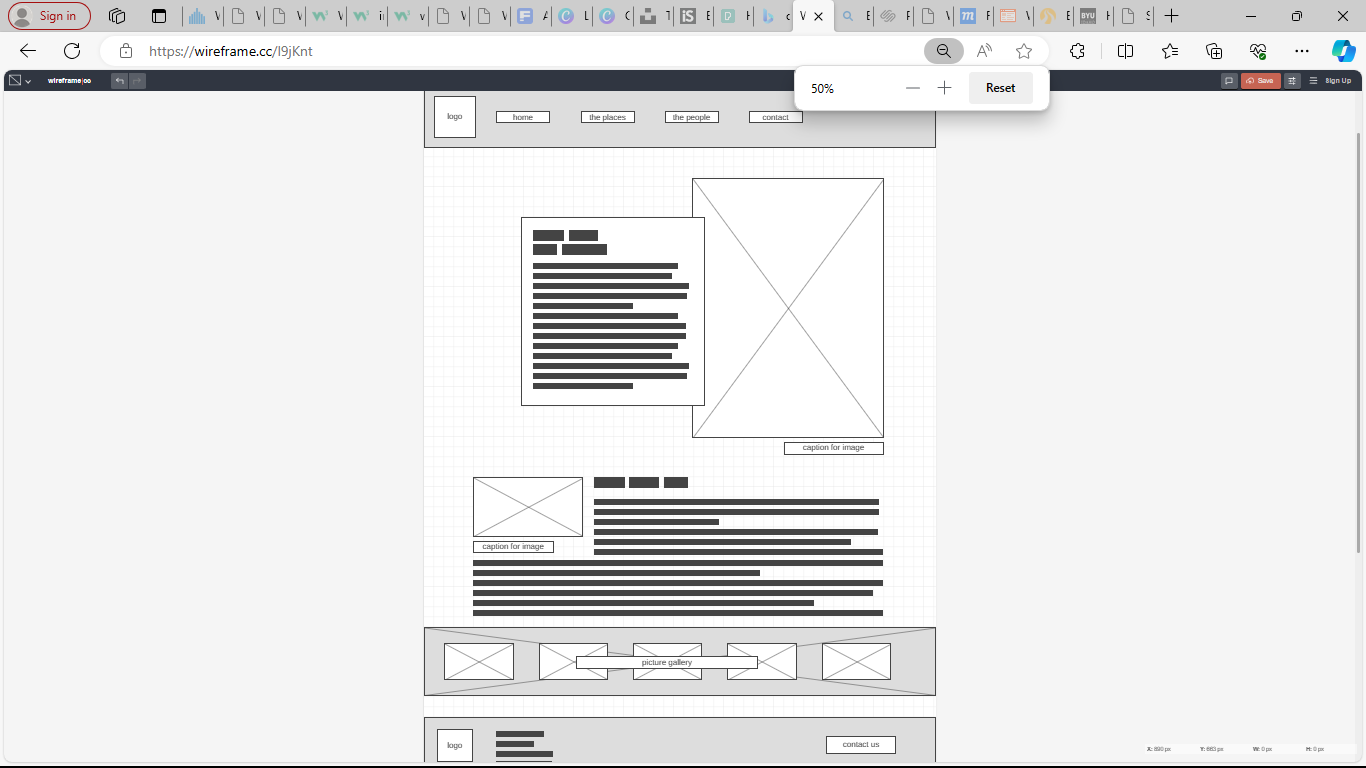 Sign in
https://wireframe.cc/I9jKnt
50%
Reset
wireframe|cc
Save
Sign Up
logo
home
the places
the people
contact
caption for image
caption for image
picture gallery
logo
contact us
X: 890 px
Y: 663 px
W: 0 px
H: 0 px